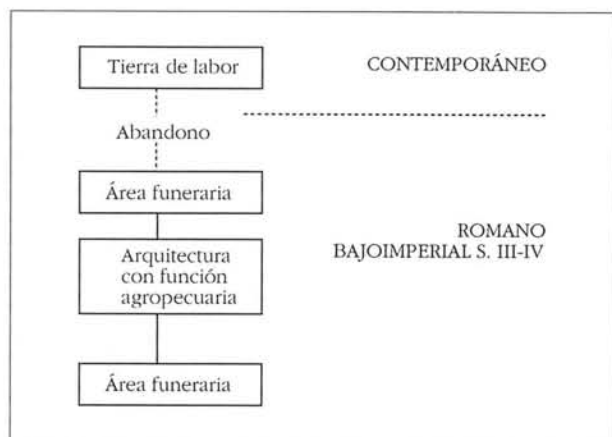 Tierra de labor
CONTEMPORÁNEO
Abandono
Área funeraria
ROMANO
BAJOIMPERIAL S. III-IV
Arquitectura
con función
agropecuaria
Área funeraria